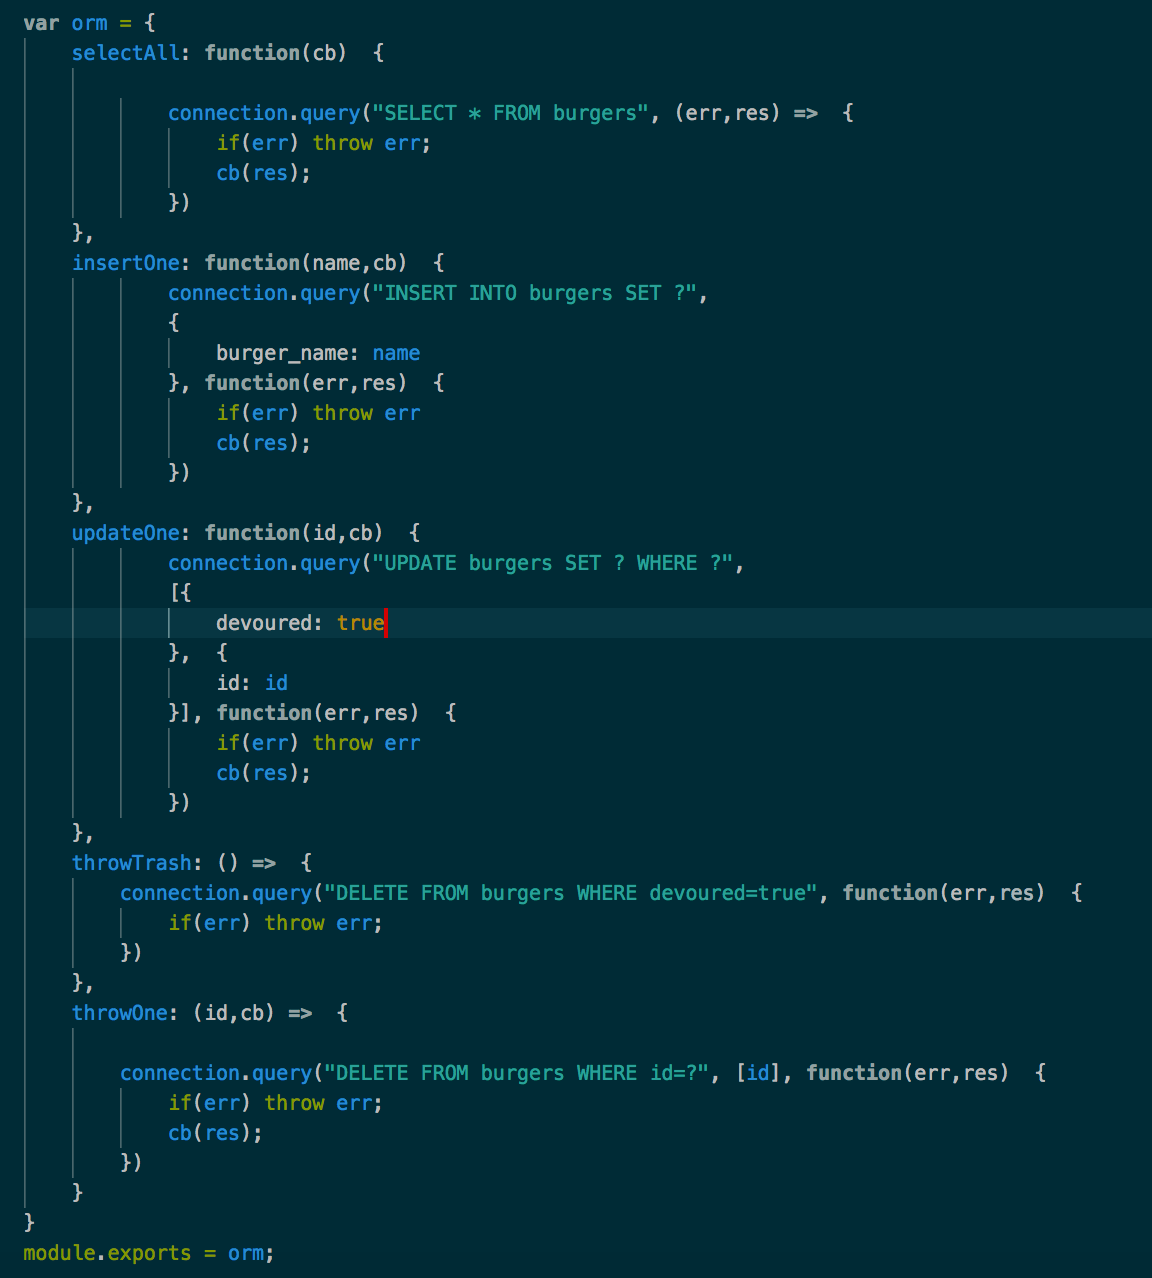 var orm = {
    selectAll: function(cb)  {

            connection.query("SELECT * FROM burgers", (err,res) =>  {
                if(err) throw err;
                cb(res);
            })
    },
    insertOne: function(name,cb)  {
            connection.query("INSERT INTO burgers SET ?",
            {
                burger_name: name
            }, function(err,res)  {
                if(err) throw err
                cb(res);
            })
    },
    updateOne: function(id,cb)  {
            connection.query("UPDATE burgers SET ? WHERE ?",
            [{
                devoured: true
            },  {
                id: id
            }], function(err,res)  {
                if(err) throw err
                cb(res);
            })
    },
    throwTrash: () =>  {
        connection.query("DELETE FROM burgers WHERE devoured=true", function(err,res)  {
            if(err) throw err;
        })
    },
    throwOne: (id,cb) =>  {

        connection.query("DELETE FROM burgers WHERE id=?", [id], function(err,res)  {
            if(err) throw err;
            cb(res);
        })
    }
}
module.exports = orm;